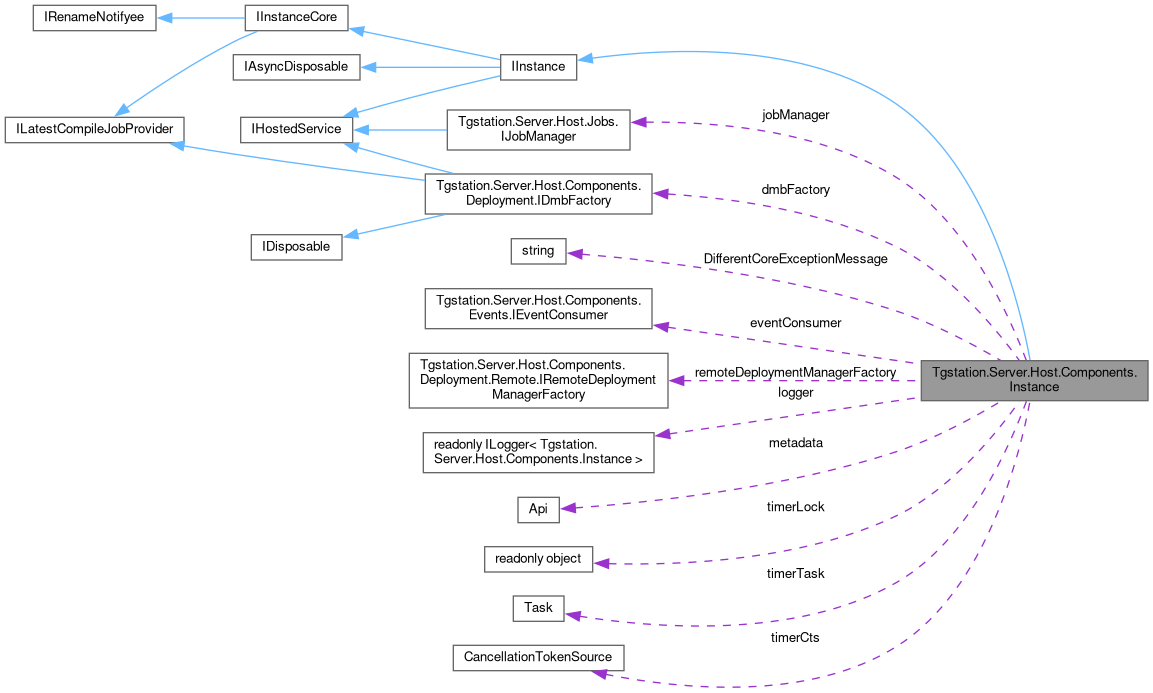 IRenameNotifyee
IInstanceCore
IAsyncDisposable
IInstance
ILatestCompileJobProvider
IHostedService
Tgstation.Server.Host.Jobs.
IJobManager
jobManager
Tgstation.Server.Host.Components.
Deployment.IDmbFactory
dmbFactory
IDisposable
string
DifferentCoreExceptionMessage
Tgstation.Server.Host.Components.
Events.IEventConsumer
eventConsumer
Tgstation.Server.Host.Components.
Deployment.Remote.IRemoteDeployment
ManagerFactory
remoteDeploymentManagerFactory
Tgstation.Server.Host.Components.
Instance
logger
readonly ILogger< Tgstation.
Server.Host.Components.Instance >
metadata
Api
timerLock
readonly object
timerTask
Task
timerCts
CancellationTokenSource